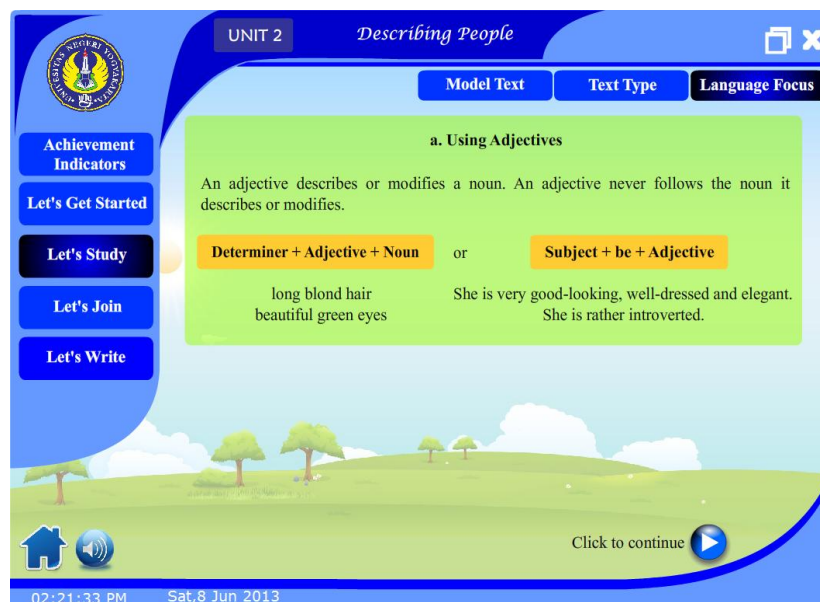 UNIT 2
Describing People
Model Text
Text Type
Language Focus
Achievement
Indicators
Let's Get Started
Let's Study
Let's Join
Let's Write
a. Using Adjectives
An adjective describes or modifies a noun. An adjective never follows the noun it
describes or modifies.
Determiner + Adjective + Noun
or
Subject + be + Adjective
long blond hair
beautiful green eyes
She is very good-looking, well-dressed and elegant.
She is rather introverted.
Click to continue
02:21:33 PM
Sat,8 Jun 2013